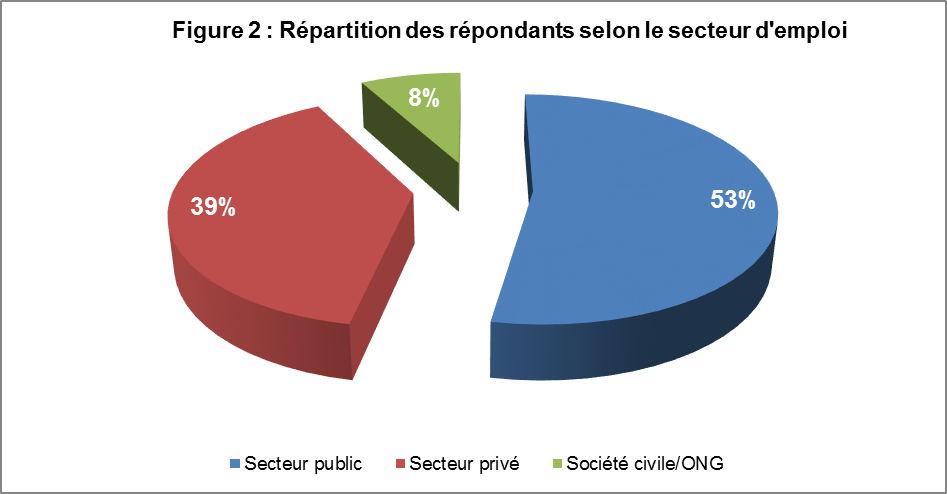 Figure 2 : Répartition des répondants selon le secteur d'emploi
8%
39%
53%
Secteur public
Secteur privé
Société civile/ONG